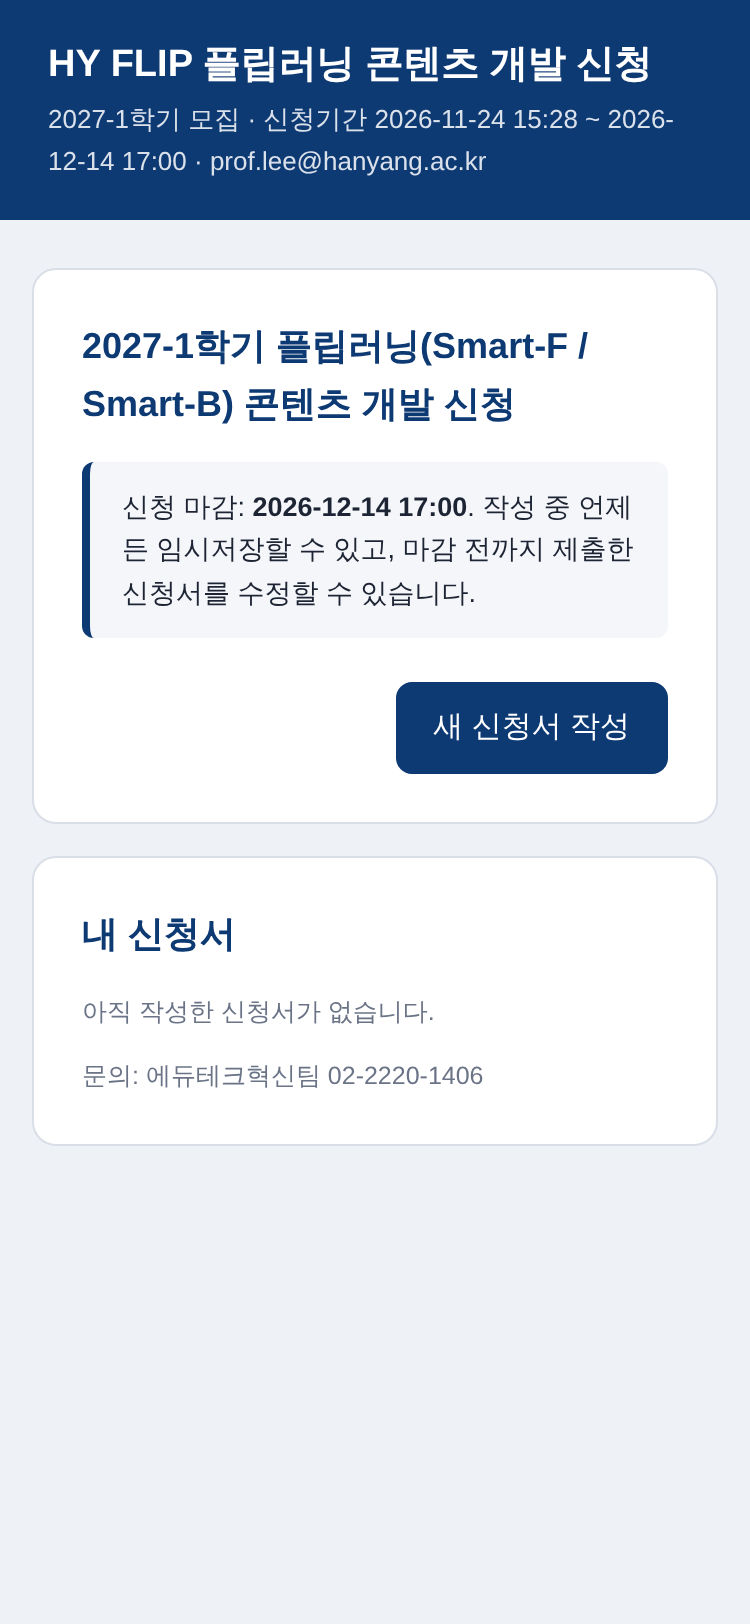 HY FLIP 플립러닝 콘텐츠 개발 신청
2027-1학기 모집 · 신청기간 2026-11-24 15:28 ~ 2026-
12-14 17:00 · prof.lee@hanyang.ac.kr
2027-1학기 플립러닝(Smart-F /
Smart-B) 콘텐츠 개발 신청
신청 마감: 2026-12-14 17:00. 작성 중 언제
든 임시저장할 수 있고, 마감 전까지 제출한
신청서를 수정할 수 있습니다.
새 신청서 작성
내 신청서
아직 작성한 신청서가 없습니다.
문의: 에듀테크혁신팀 02-2220-1406